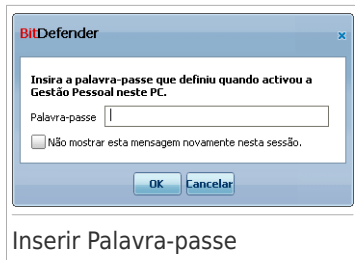 BitDefender
Insira a palavra-passe que definiu quando activou a
Gestão Pessoal neste PC.
Palavra-passe
Não mostrar esta mensagem novamente nesta sessão.
OK Cancelar
Inserir Palavra-passe